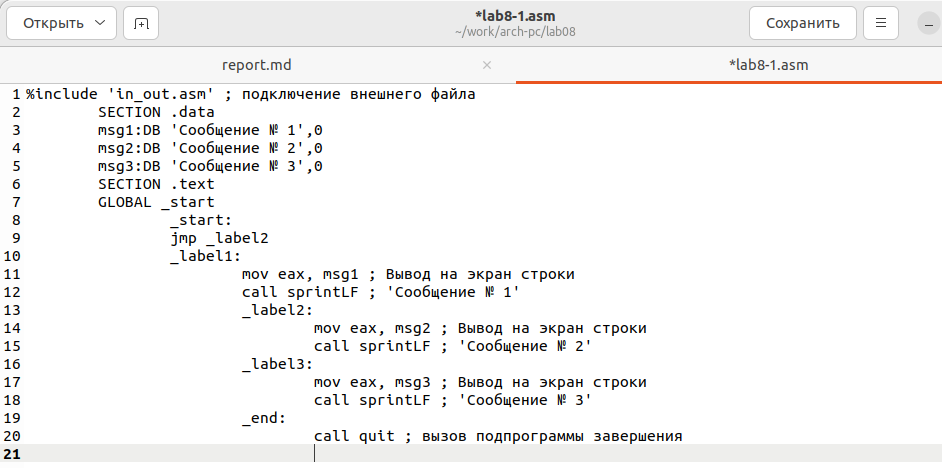 Открыть
*lab8-1.asm
~/work/arch-pc/lab08
Сохранить
report.md
*lab8-1.asm
1 %include 'in_out.asm' ; подключение внешнего файла
2 SECTION .data
3 msg1:DB 'Сообщение № 1',0
4 msg2:DB 'Сообщение № 2',0
5 msg3:DB 'Сообщение № 3',0
6 SECTION .text
7 GLOBAL _start
8 _start:
9 jmp _label2
10 _label1:
11 mov eax, msg1 ; Вывод на экран строки
12 call sprintLF ; 'Сообщение № 1'
13 _label2:
14 mov eax, msg2 ; Вывод на экран строки
15 call sprintLF ; 'Сообщение № 2'
16 _label3:
17 mov eax, msg3 ; Вывод на экран строки
18 call sprintLF ; 'Сообщение № 3'
19 _end:
20 call quit ; вызов подпрограммы завершения
21